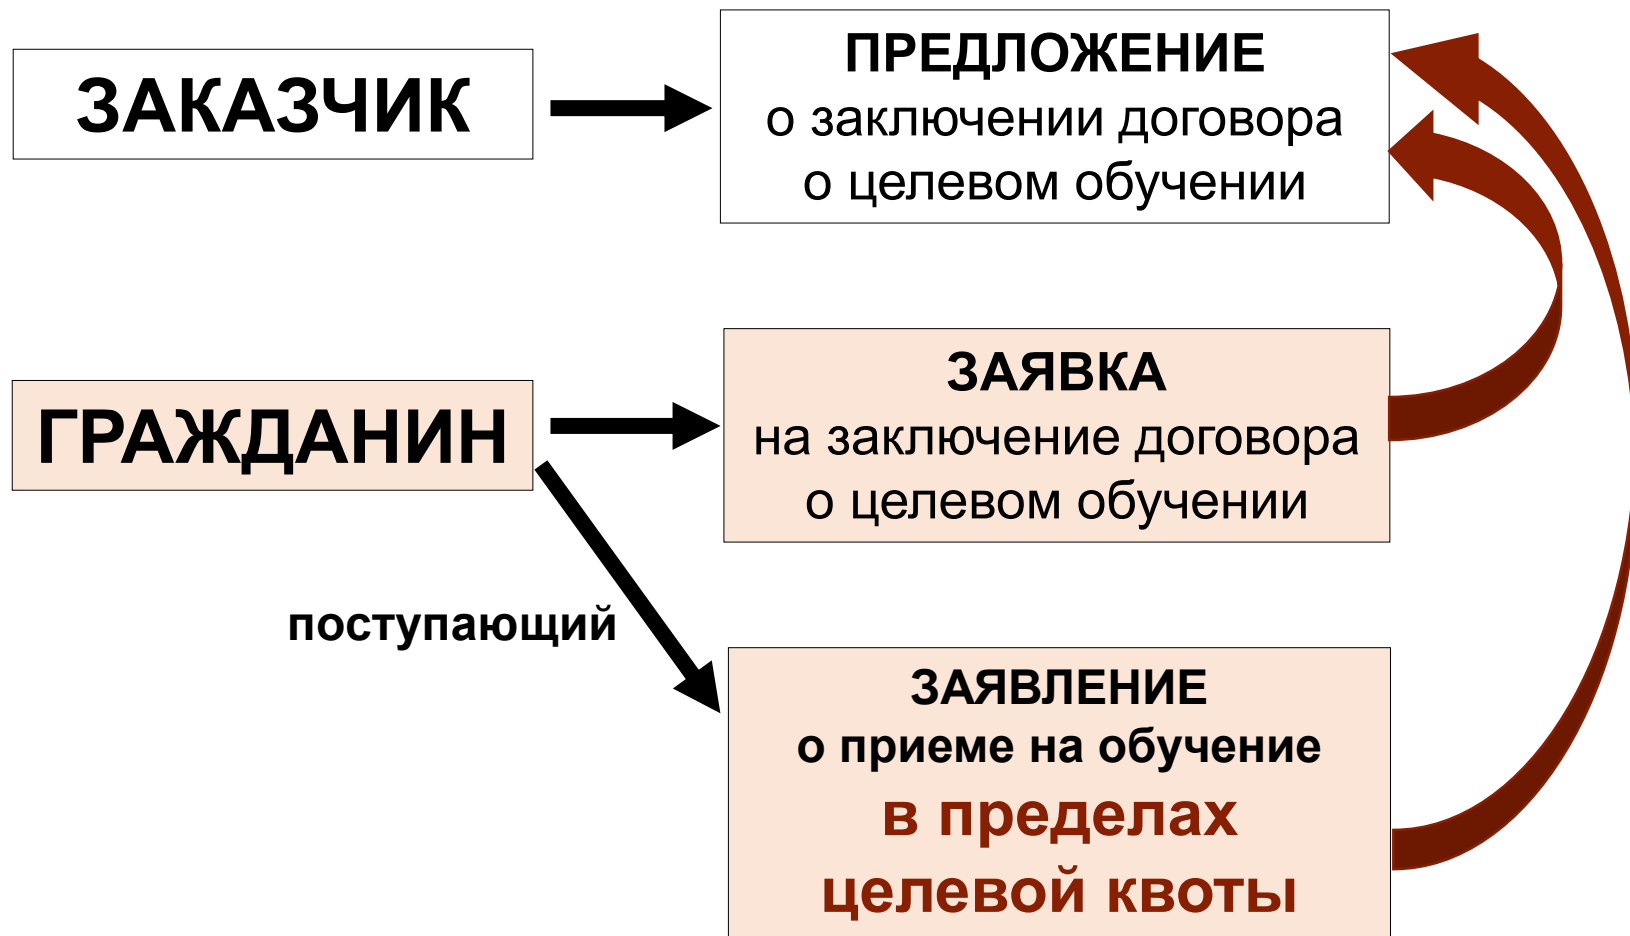 ЗАКАЗЧИК
ПРЕДЛОЖЕНИЕ
о заключении договора
о целевом обучении
ГРАЖДАНИН
ЗАЯВКА
на заключение договора
о целевом обучении
поступающий
ЗАЯВЛЕНИЕ
о приеме на обучение
в пределах
целевой квоты